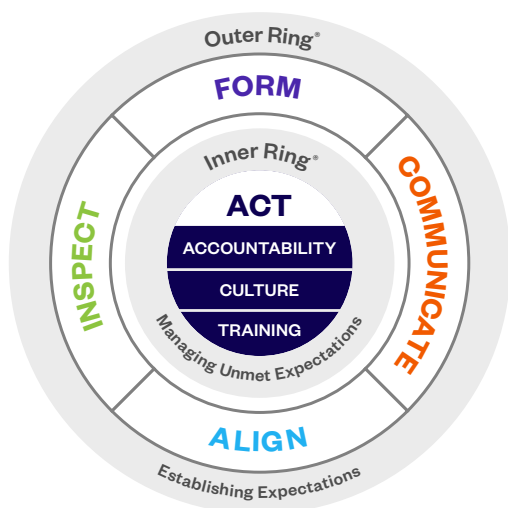 Outer Ring®
FORM
COMMUNICATE
ALIGN
INSPECT
Establishing Expectations
Inner Ring®
ACT
ACCOUNTABILITY
CULTURE
TRAINING
Managing Unmet Expectations